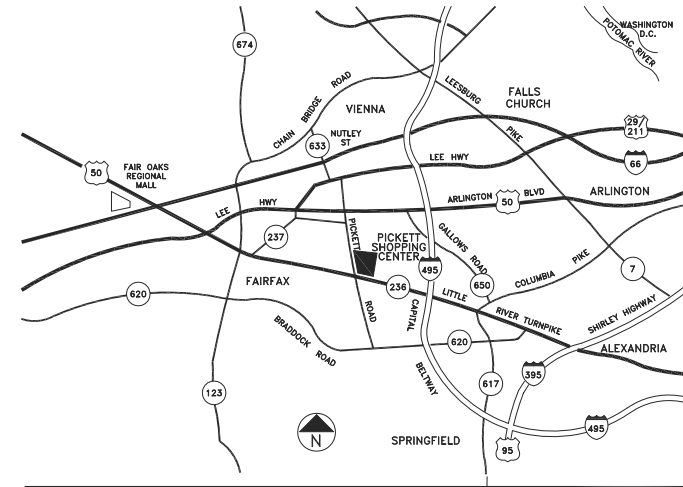 WASHINGTON
D.C.
POTOMAC RIVER
674
LEESBURG
PIKE
FALLS
CHURCH
CHAIN BRIDGE ROAD
VIENNA
29/
211
NUTLEY
ST
633
66
LEE HWY
50
FAIR OAKS
REGIONAL
MALL
ARLINGTON BLVD
50
ARLINGTON
LEE HWY
237
PICKETT
ROAD
PICKETT
SHOPPING
CENTER
GALLOWS ROAD
495
7
COLUMBIA PIKE
FAIRFAX
236
650
620
LITTLE
RIVER TURNPIKE
SHIRLEY HIGHWAY
CAPITAL
BELTWAY
BRADDOCK ROAD
620
ALEXANDRIA
395
617
123
495
N
SPRINGFIELD
95